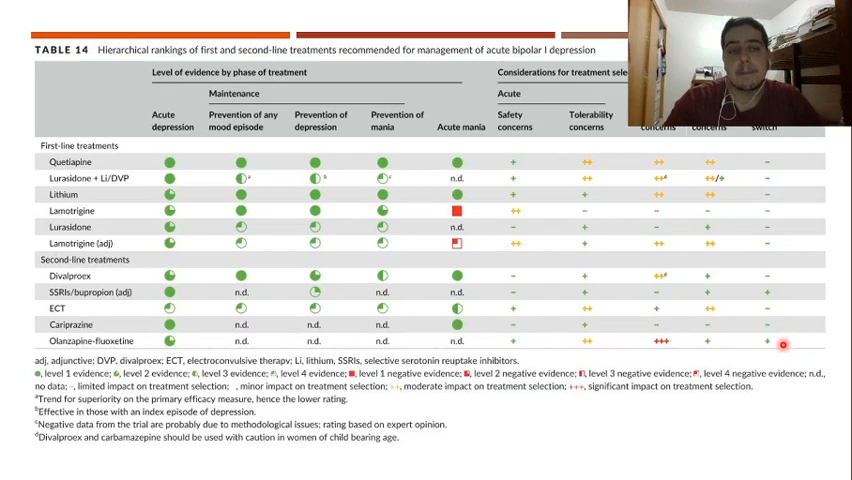 TABLE 14 Hierarchical rankings of first and second-line treatments recommended for management of acute bipolar I depression
Level of evidence by phase of treatment Considerations for treatment
Maintenance Acute
Acute depression Prevention of any mood episode Prevention of depression Prevention of mania Acute mania Safety concerns Tolerability concerns concerns concerns switch
First-line treatments
Quetiapine + ++ ++ ++ –
Lurasidone + Li/DVP a b c n.d. + ++ ++d ++/+ –
Lithium + + ++ ++ –
Lamotrigine ++ – – – –
Lurasidone n.d. – + – + –
Lamotrigine (adj) ++ + ++ ++ –
Second-line treatments
Divalproex – + ++d + –
SSRIs/bupropion (adj) n.d. n.d. n.d. – + – + +
ECT + ++ + ++ –
Cariprazine n.d. n.d. n.d. – + – – –
Olanzapine-fluoxetine n.d. n.d. n.d. n.d. + ++ +++ + +
adj, adjunctive; DVP, divalproex; ECT, electroconvulsive therapy; Li, lithium, SSRIs, selective serotonin reuptake inhibitors.
, level 1 evidence; , level 2 evidence; , level 3 evidence; , level 4 evidence; , level 1 negative evidence; , level 2 negative evidence; , level 3 negative evidence; , level 4 negative evidence; n.d.,
no data; -, limited impact on treatment selection; , minor impact on treatment selection; ++, moderate impact on treatment selection; +++, significant impact on treatment selection.
aTrend for superiority on the primary efficacy measure, hence the lower rating.
bEffective in those with an index episode of depression.
cNegative data from the trial are probably due to methodological issues; rating based on expert opinion.
dDivalproex and carbamazepine should be used with caution in women of child bearing age.